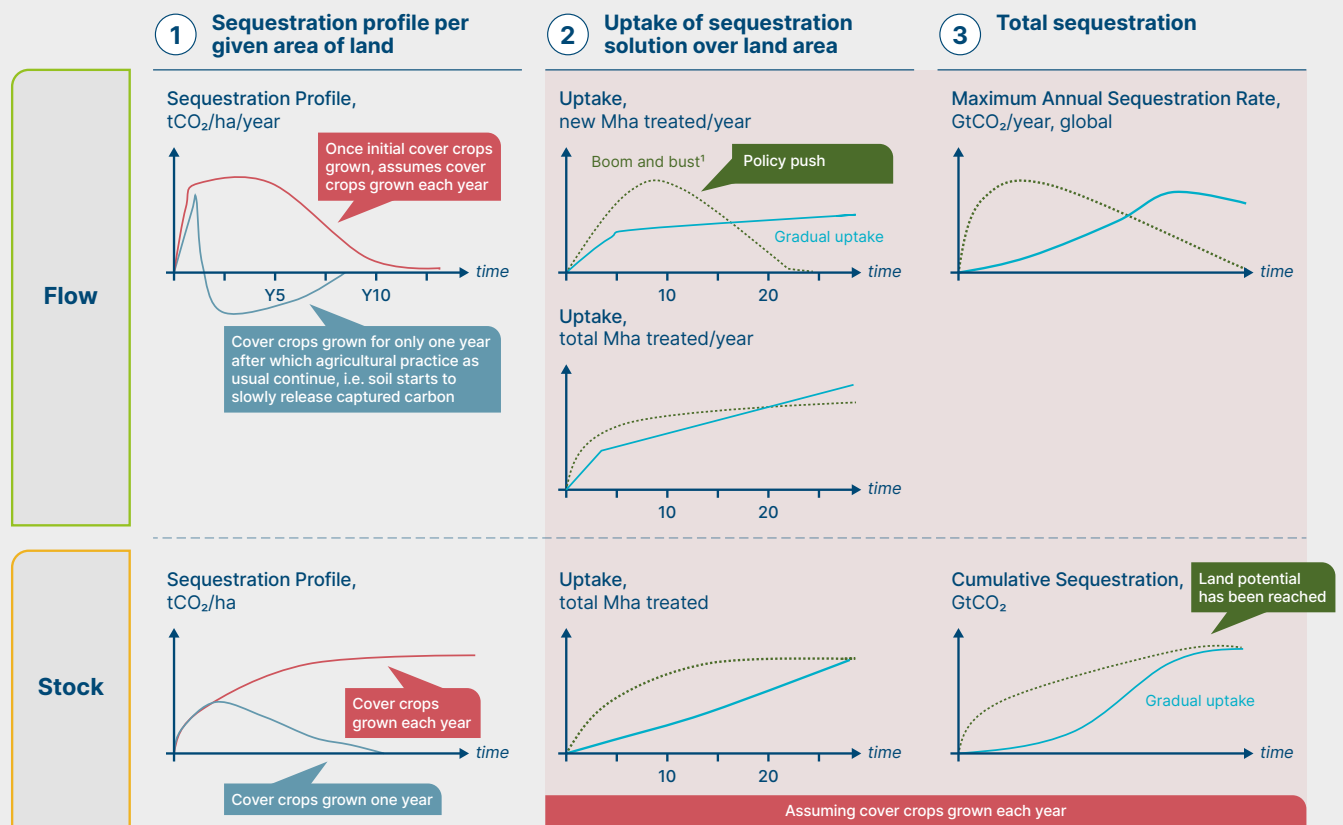 1
Sequestration profile per
given area of land
2
Uptake of sequestration
solution over land area
3
Total sequestration
Flow
Sequestration Profile,
tCO₂/ha/year
Once initial cover crops
grown, assumes cover
crops grown each year
time
Y5
Y10
Cover crops grown for only one year
after which agricultural practice as
usual continue, i.e. soil starts to
slowly release captured carbon
Uptake,
new Mha treated/year
Boom and bust¹
Policy push
Gradual uptake
time
10
20
Uptake,
total Mha treated/year
time
10
20
Maximum Annual Sequestration Rate,
GtCO₂/year, global
time
Stock
Sequestration Profile,
tCO₂/ha
Cover crops
grown each year
time
Cover crops grown one year
Uptake,
total Mha treated
time
10
20
Cumulative Sequestration,
GtCO₂
Land potential
has been reached
Gradual uptake
time
Assuming cover crops grown each year